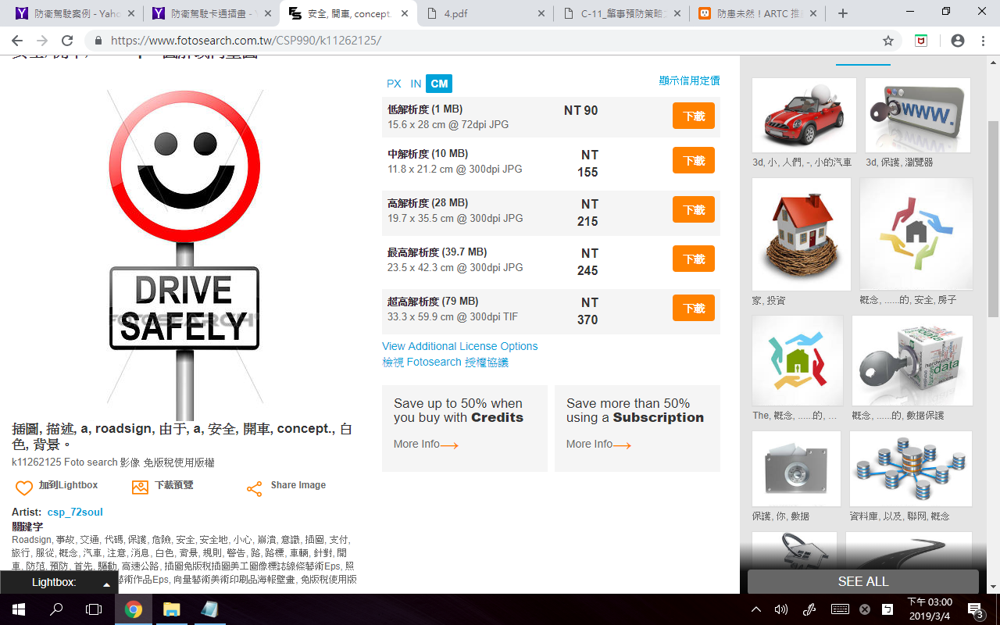 防衛駕駛案例 - Yaho
防衛駕駛卡通插畫 - Y
安全, 開車, concept.
4.pdf
C-11_肇事預防策略
防患未然！ARTC 推
https://www.fotosearch.com.tw/CSP990/k11262125/
DRIVE
SAFELY
FOTOSEARCH
插圖, 描述, a, roadsign, 由于, a, 安全, 開車, concept., 白
色, 背景。
k11262125 Foto search 影像 免版稅使用版權
加到Lightbox
下載預覽
Share Image
Artist: csp_72soul
關鍵字
Roadsign, 事故, 交通, 代碼, 保護, 危險, 安全, 安全地, 小心, 崩潰, 意識, 插圖, 支付,
旅行, 服從, 概念, 汽車, 注意, 消息, 白色, 背景, 規則, 警告, 路, 路標, 車輛, 針對, 開
車, 防范, 預防, 首先, 驅動, 高速公路, 插圖免版稅插圖美工圖像標誌線條藝術Eps, 照
藝術作品Eps, 向量藝術美術印刷品海報壁畫, 免版稅使用版
Lightbox:
PX IN CM
顯示信用定價
低解析度 (1 MB)
15.6 x 28 cm @ 72dpi JPG
NT 90
下載
中解析度 (10 MB)
11.8 x 21.2 cm @ 300dpi JPG
NT
155
下載
高解析度 (28 MB)
19.7 x 35.5 cm @ 300dpi JPG
NT
215
下載
最高解析度 (39.7 MB)
23.5 x 42.3 cm @ 300dpi JPG
NT
245
下載
超高解析度 (79 MB)
33.3 x 59.9 cm @ 300dpi TIF
NT
370
下載
View Additional License Options
檢視 Fotosearch 授權協議
Save up to 50% when
you buy with Credits
More Info
Save more than 50%
using a Subscription
More Info
WWW.
3d, 小, 人們, -, 小的汽車
3d, 保護, 瀏覽器
家, 投資
概念, ......的, 安全, 房子
hardware
data
The, 概念, ......的, ...
概念, ......的, 數据保護
保護, 你, 數据
資料庫, 以及, 聯网, 概念
SEE ALL
下午 03:00
2019/3/4
3